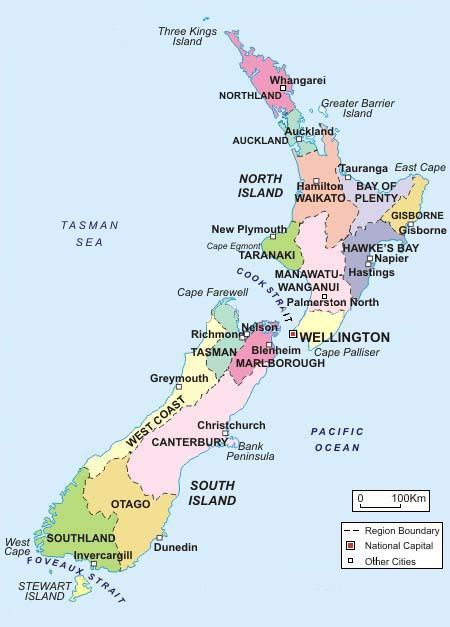 Three Kings
Island
Whangarei
NORTHLAND
Greater Barrier
Island
Auckland
AUCKLAND
Tauranga
East Cape
NORTH
ISLAND
Hamilton
WAIKATO
BAY OF
PLENTY
GISBORNE
Gisborne
TASMAN
SEA
New Plymouth
Cape Egmont
TARANAKI
HAWKE'S BAY
Napier
Hastings
MANAWATU-
WANGANUI
Palmerston North
COOK STRAIT
Cape Farewell
Nelson
Richmond
WELLINGTON
TASMAN
Blenheim
Cape Palliser
MARLBOROUGH
Greymouth
WEST COAST
Christchurch
CANTERBURY
Bank
Peninsula
PACIFIC
OCEAN
SOUTH
ISLAND
OTAGO
0 100Km
SOUTHLAND
Dunedin
West
Cape
Invercargill
FOVEAUX STRAIT
STEWART
ISLAND
Region Boundary
National Capital
Other Cities